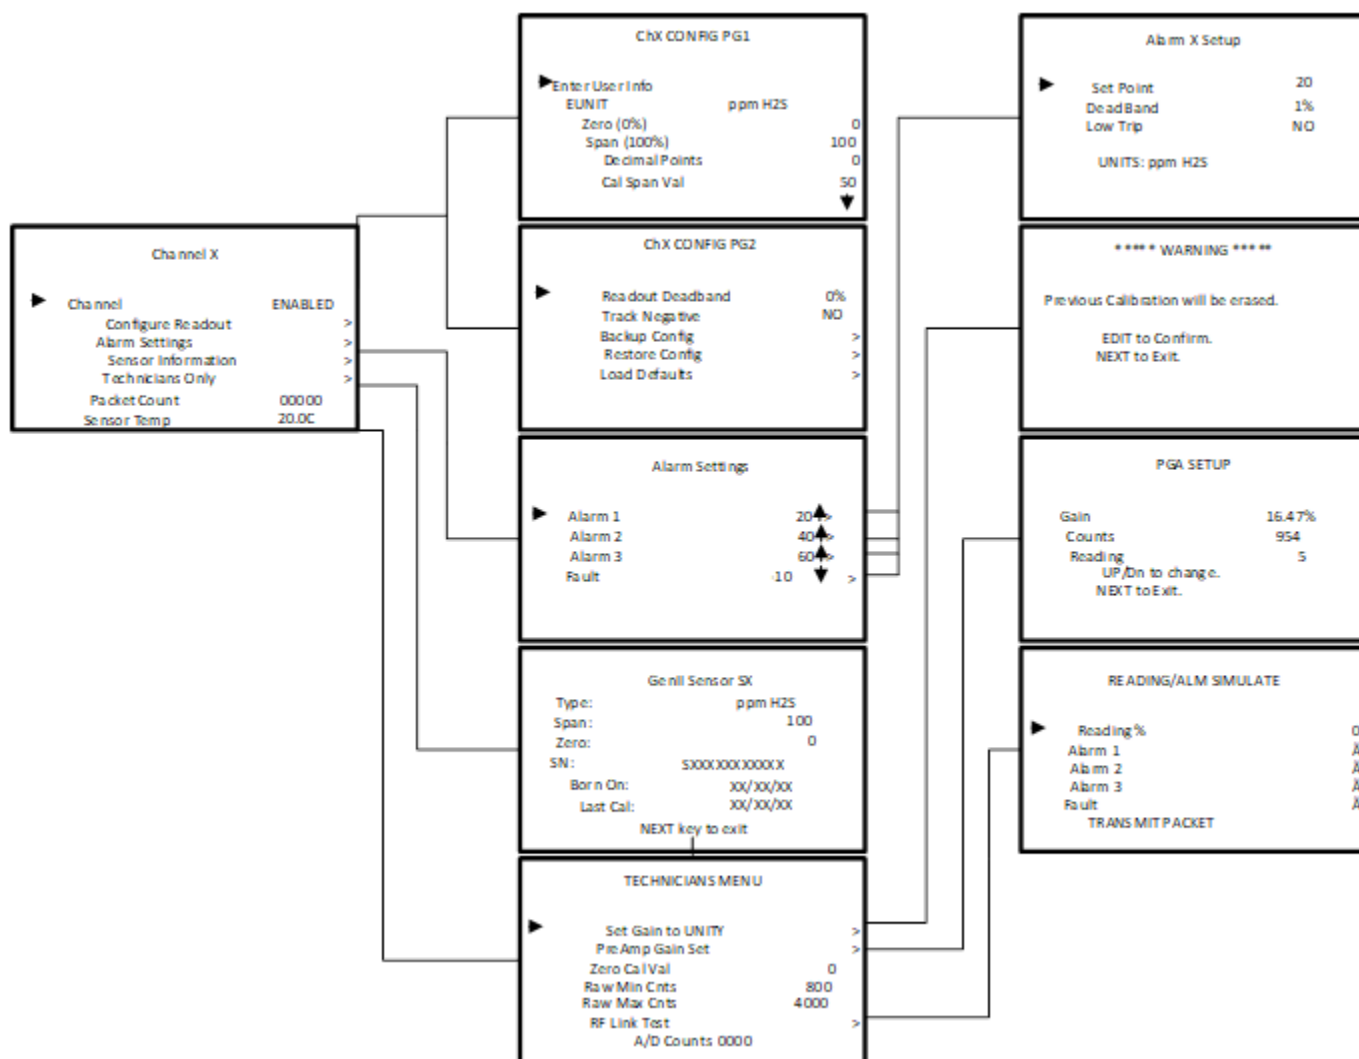 Channel X
Channel ENABLED
Configure Readout >
Alarm Settings >
Sensor Information >
Technicians Only >
Packet Count 00000
Sensor Temp 20.0C
ChX CONFIG PG1
Enter User Info
EUNIT ppm H2S
Zero (0%) 0
Span (100%) 100
Decimal Points 0
Cal Span Val 50
ChX CONFIG PG2
Readout Deadband 0%
Track Negative NO
Backup Config >
Restore Config >
Load Defaults >
Alarm Settings
Alarm 1 20 >
Alarm 2 40 >
Alarm 3 60 >
Fault -10 >
GenII Sensor SX
Type: ppm H2S
Span: 100
Zero: 0
SN: SXXXXXXXXXXX
Born On: XX/XX/XX
Last Cal: XX/XX/XX
NEXT key to exit
TECHNICIANS MENU
Set Gain to UNITY >
PreAmp Gain Set >
Zero Cal Val 0
Raw Min Cnts 800
Raw Max Cnts 4000
RF Link Test >
A/D Counts 0000
Alarm X Setup
Set Point 20
DeadBand 1%
Low Trip NO
UNITS: ppm H2S
***** WARNING *****
Previous Calibration will be erased.
EDIT to Confirm.
NEXT to Exit.
PGA SETUP
Gain 16.47%
Counts 954
Reading 5
UP/Dn to change.
NEXT to Exit.
READING/ALM SIMULATE
Reading% 0
Alarm 1
Alarm 2
Alarm 3
Fault
TRANSMIT PACKET